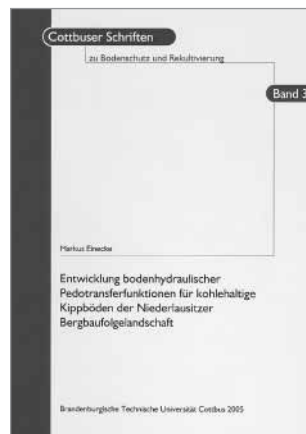 Cottbuser Schriften
zu Bodenschutz und Rekultivierung
Band 3
Markus Einecke
Entwicklung bodenhydraulischer
Pedotransferfunktionen für kohlehaltige
Kippböden der Niederlausitzer
Bergbaufolgelandschaft
Brandenburgische Technische Universität Cottbus 2005